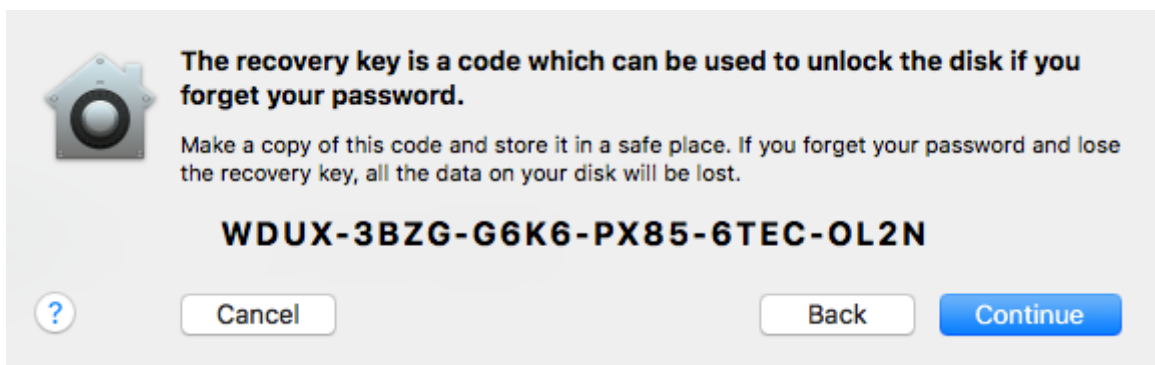 The recovery key is a code which can be used to unlock the disk if you
forget your password.
Make a copy of this code and store it in a safe place. If you forget your password and lose
the recovery key, all the data on your disk will be lost.
WDUX-3BZG-G6K6-PX85-6TEC-OL2N
? Cancel Back Continue